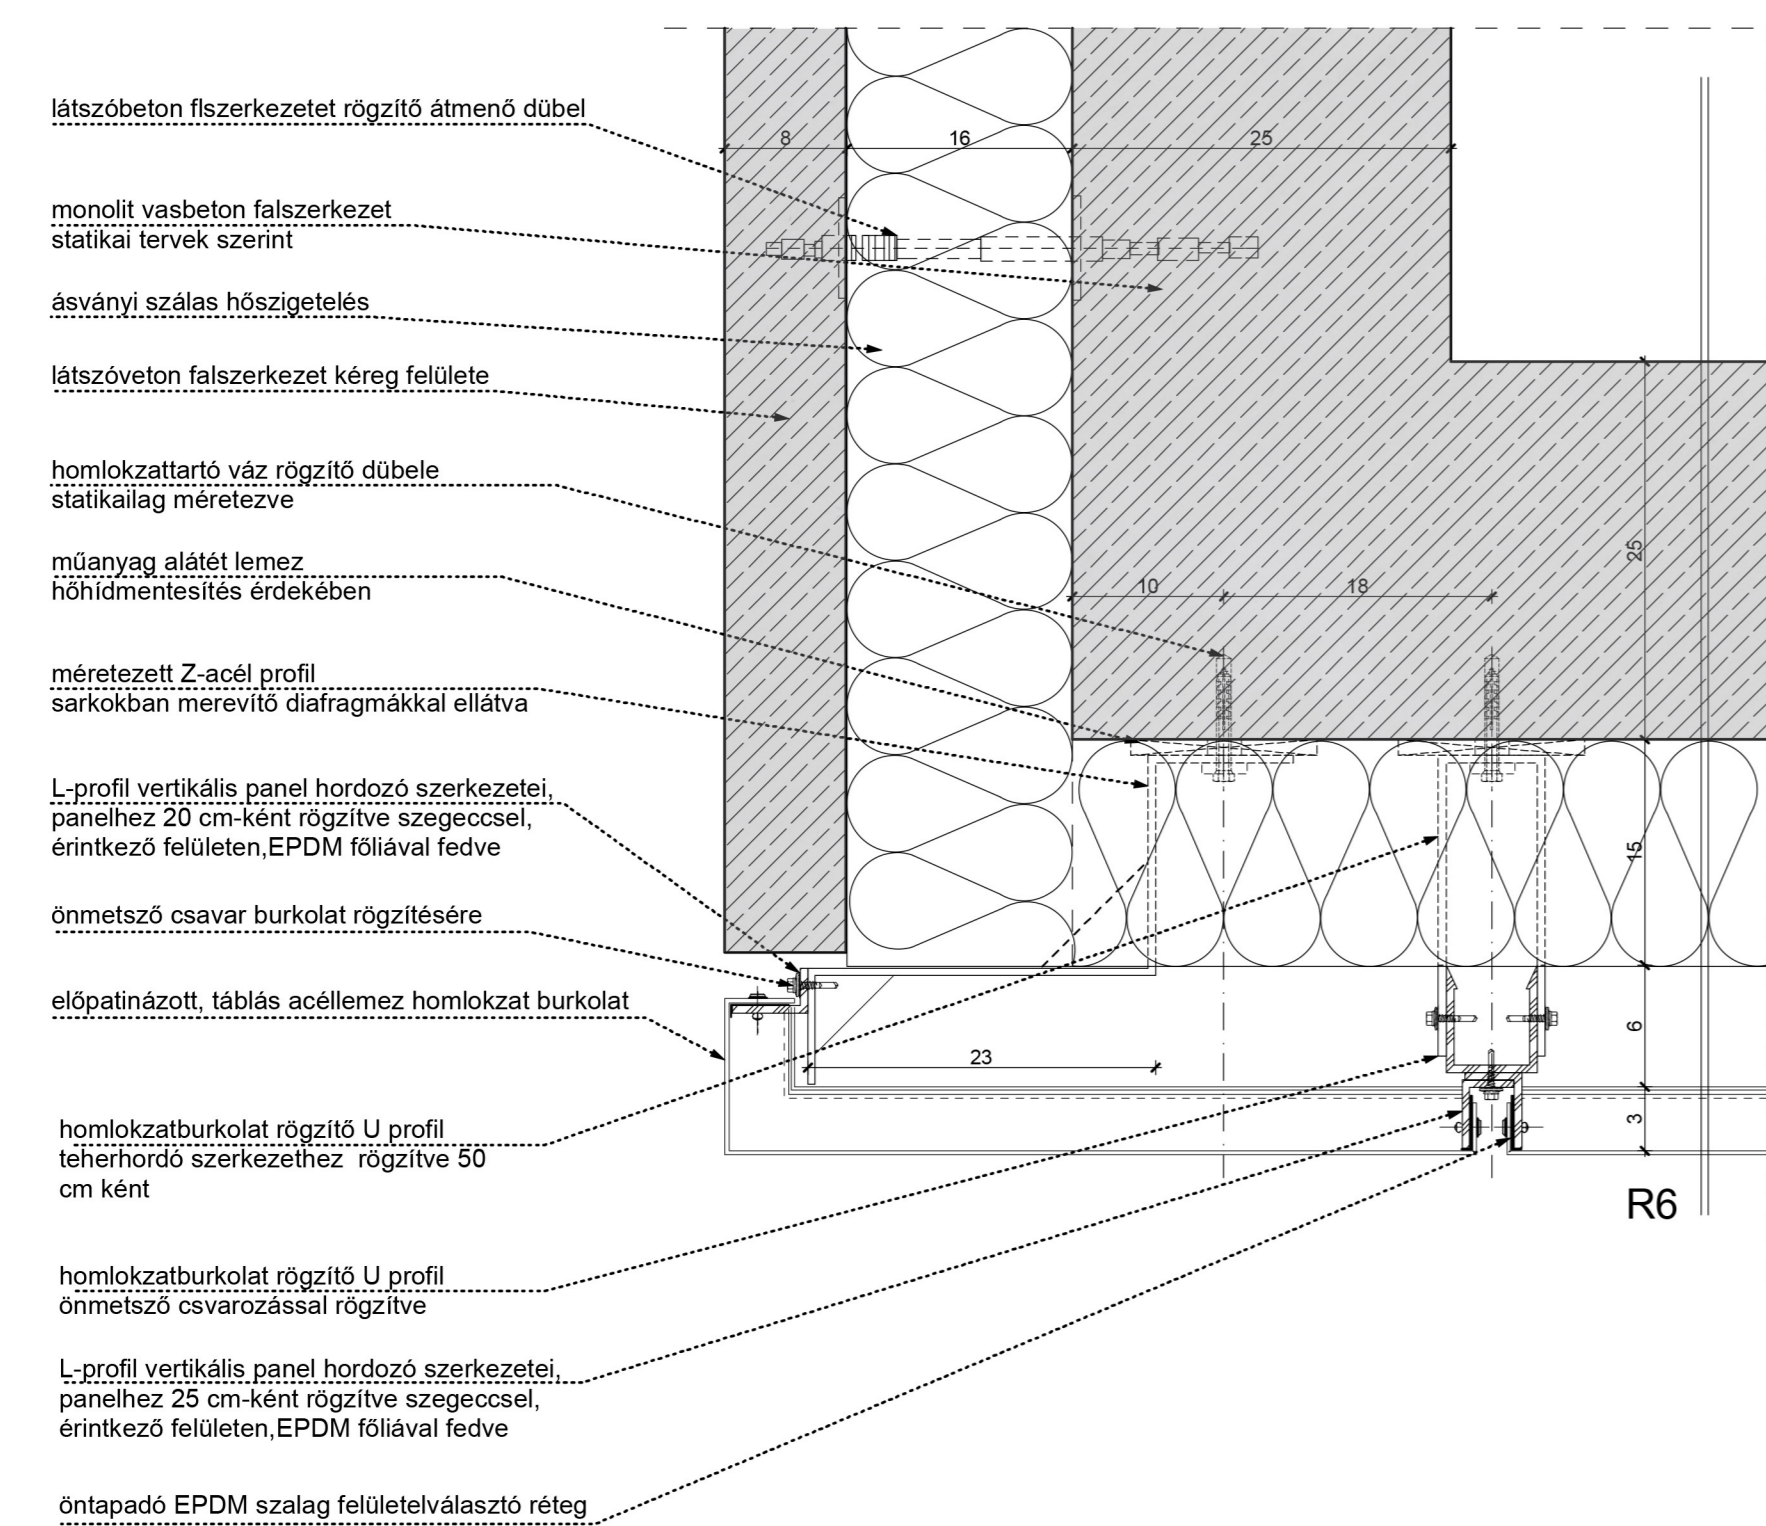 látszóbeton flszerkezetet rögzítő átmenő dübel
monolit vasbeton falszerkezet
statikai tervek szerint
ásványi szálas hőszigetelés
látszóveton falszerkezet kéreg felülete
homlokzattartó váz rögzítő dübele
statikailag méretezve
műanyag alátét lemez
hőhídmentesítés érdekében
méretezett Z-acél profil
sarkokban merevítő diafragmákkal ellátva
L-profil vertikális panel hordozó szerkezetei,
panelhez 20 cm-ként rögzítve szegeccsel,
érintkező felületen,EPDM főliával fedve
önmetsző csavar burkolat rögzítésére
előpatinázott, táblás acéllemez homlokzat burkolat
homlokzatburkolat rögzítő U profil
teherhordó szerkezethez rögzítve 50
cm ként
homlokzatburkolat rögzítő U profil
önmetsző csvarozással rögzítve
L-profil vertikális panel hordozó szerkezetei,
panelhez 25 cm-ként rögzítve szegeccsel,
érintkező felületen,EPDM főliával fedve
öntapadó EPDM szalag felületelválasztó réteg
8
16
25
10
18
25
15
6
3
23
R6